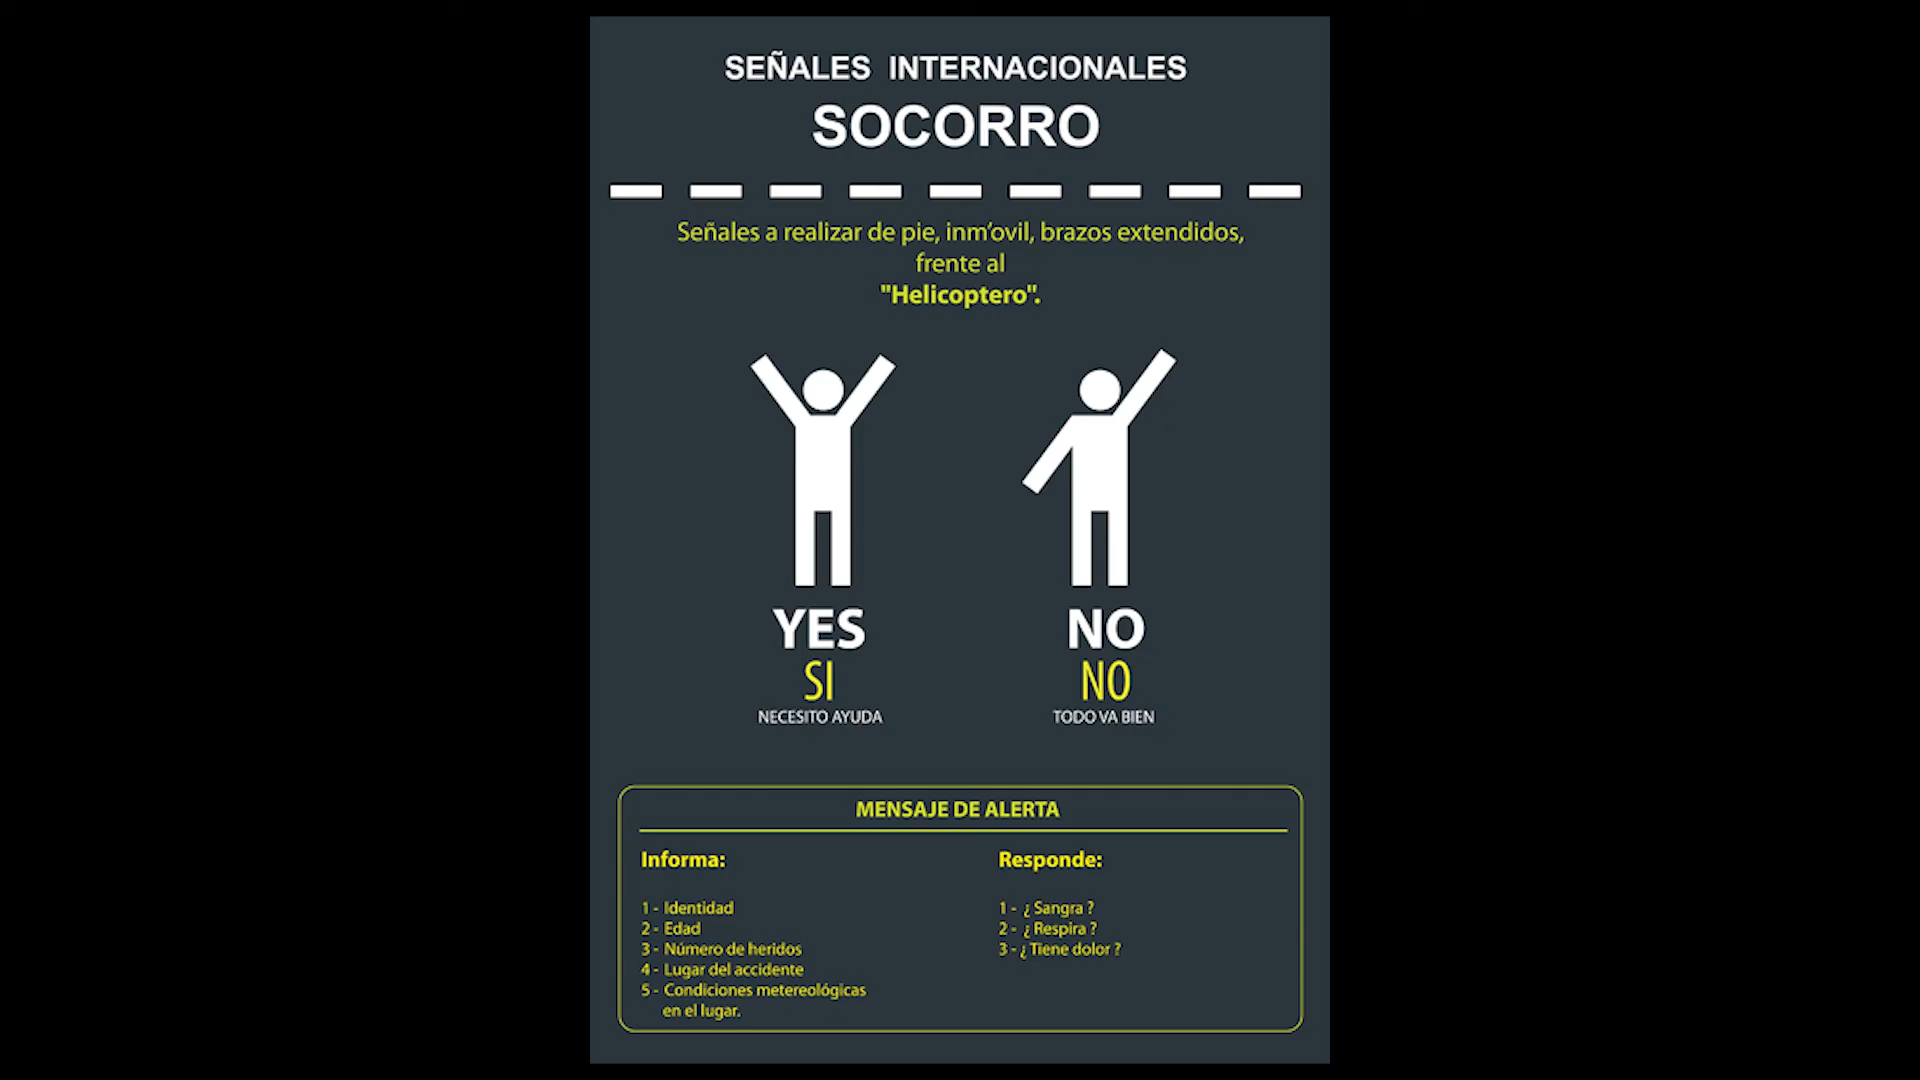 SEÑALES INTERNACIONALES
SOCORRO
Señales a realizar de pie, inm'ovil, brazos extendidos,
frente al
"Helicoptero".
YES
SI
NECESITO AYUDA
NO
NO
TODO VA BIEN
MENSAJE DE ALERTA
Informa:
1 - Identidad
2 - Edad
3 - Número de heridos
4 - Lugar del accidente
5 - Condiciones metereológicas
en el lugar.
Responde:
1 - ¿ Sangra ?
2 - ¿ Respira ?
3 - ¿ Tiene dolor ?